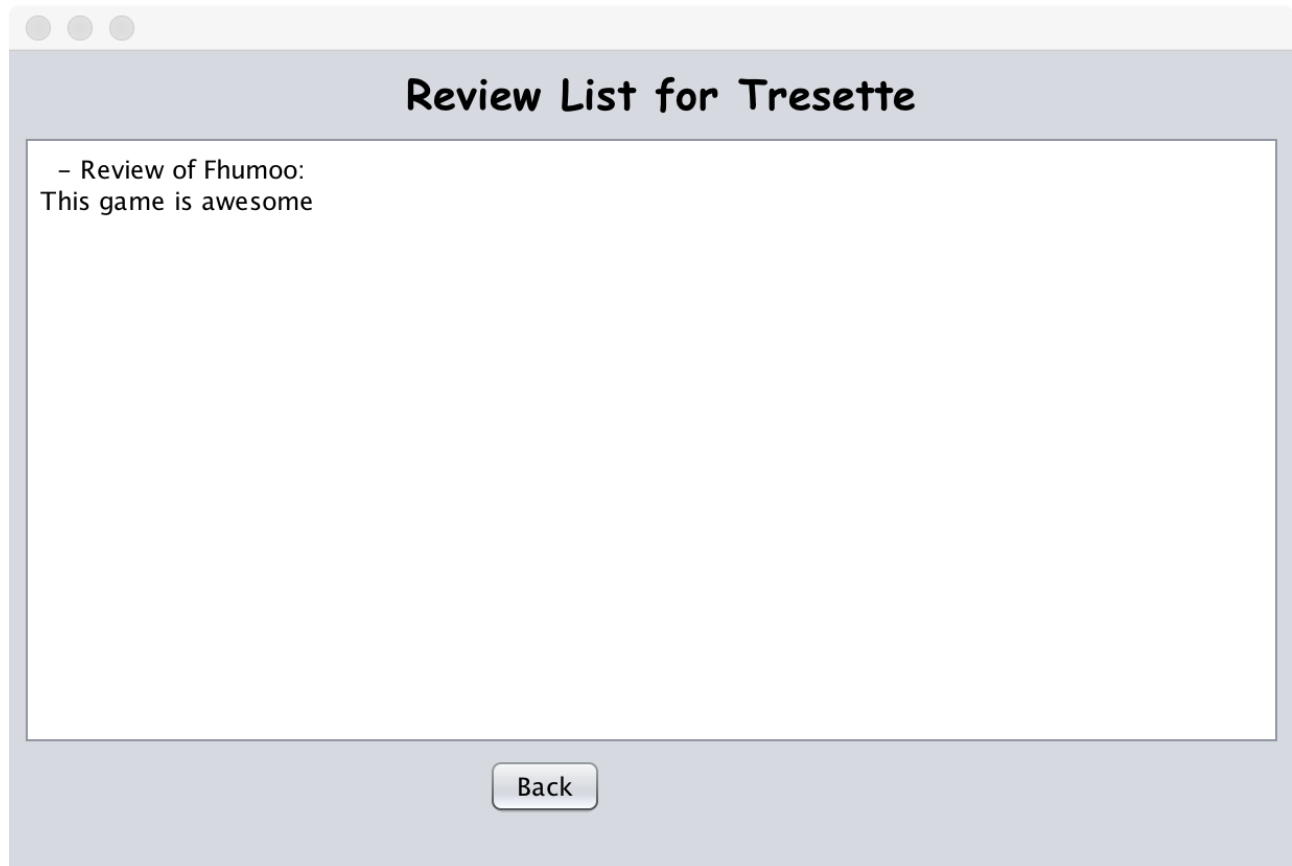 Review List for Tresette
– Review of Fhumoo:
This game is awesome
Back